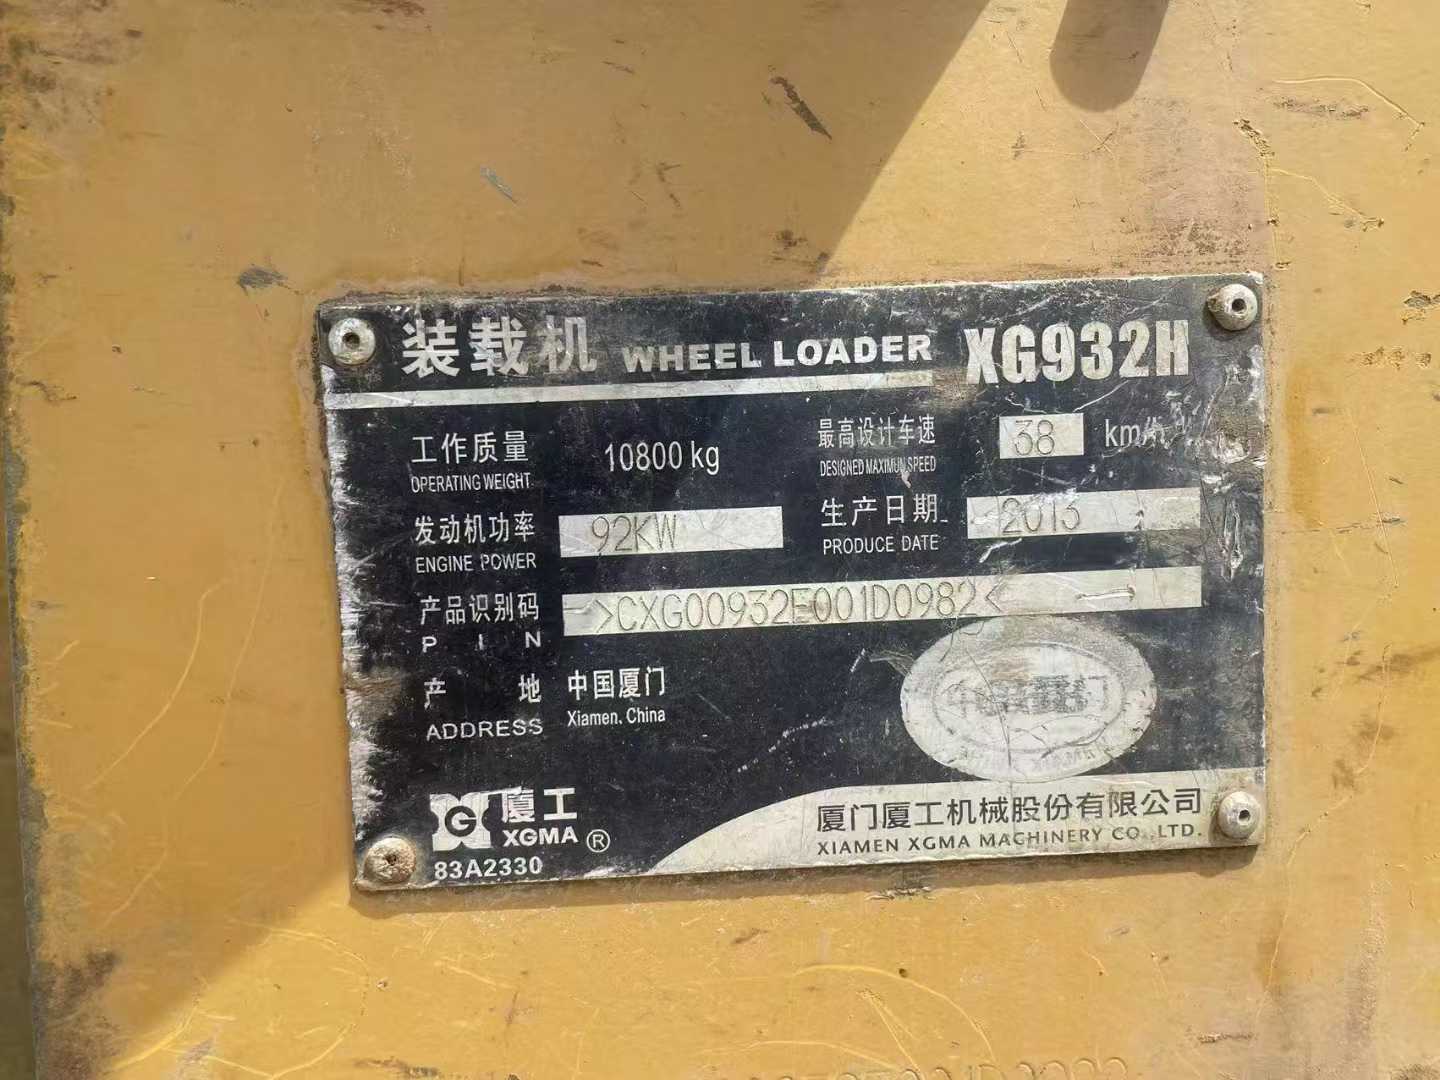 装载机 WHEEL LOADER XG932H
工作质量 10800 kg 最高设计车速 38 km/h
OPERATING WEIGHT DESIGNED MAXIMUM SPEED
发动机功率 92KW 生产日期 2013
ENGINE POWER PRODUCE DATE
产品识别码 >CXG00932E001D0982<
PIN
产地 中国厦门
ADDRESS Xiamen. China
厦工
XGMA ®
83A2330
厦门厦工机械股份有限公司
XIAMEN XGMA MACHINERY CO.,LTD.